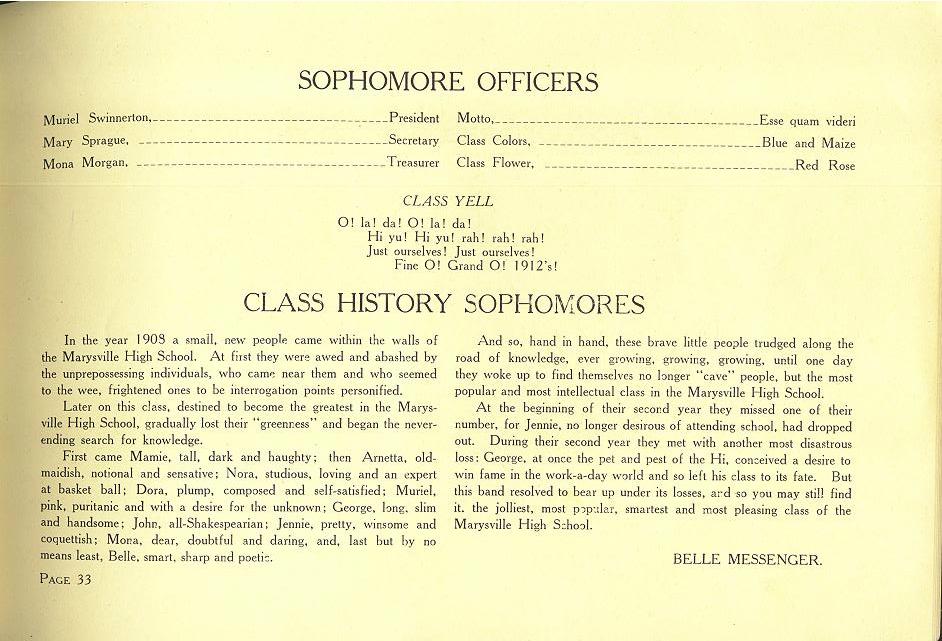 SOPHOMORE OFFICERS
Muriel Swinnerton, President
Mary Sprague, Secretary
Mona Morgan, Treasurer
Motto, Esse quam videri
Class Colors, Blue and Maize
Class Flower, Red Rose
CLASS YELL
O! la! da! O! la! da!
Hi yu! Hi yu! rah! rah! rah!
Just ourselves! Just ourselves!
Fine O! Grand O! 1912's!
CLASS HISTORY SOPHOMORES
In the year 1908 a small, new people came within the walls of
the Marysville High School. At first they were awed and abashed by
the unprepossessing individuals, who came near them and who seemed
to the wee, frightened ones to be interrogation points personified.
Later on this class, destined to become the greatest in the Marys-
ville High School, gradually lost their "greenness" and began the never-
ending search for knowledge.
First came Mamie, tall, dark and haughty; then Arnetta, old-
maidish, notional and sensative; Nora, studious, loving and an expert
at basket ball; Dora, plump, composed and self-satisfied; Muriel,
pink, puritanic and with a desire for the unknown; George, long, slim
and handsome; John, all-Shakespearian; Jennie, pretty, winsome and
coquettish; Mona, dear, doubtful and daring, and, last but by no
means least, Belle, smart, sharp and poetic.
And so, hand in hand, these brave little people trudged along the
road of knowledge, ever growing, growing, growing, until one day
they woke up to find themselves no longer "cave" people, but the most
popular and most intellectual class in the Marysville High School.
At the beginning of their second year they missed one of their
number, for Jennie, no longer desirous of attending school, had dropped
out. During their second year they met with another most disastrous
loss: George, at once the pet and pest of the Hi, conceived a desire to
win fame in the work-a-day world and so left his class to its fate. But
this band resolved to bear up under its losses, and so you may still find
it. the jolliest, most popular, smartest and most pleasing class of the
Marysville High School.
BELLE MESSENGER.
PAGE 33